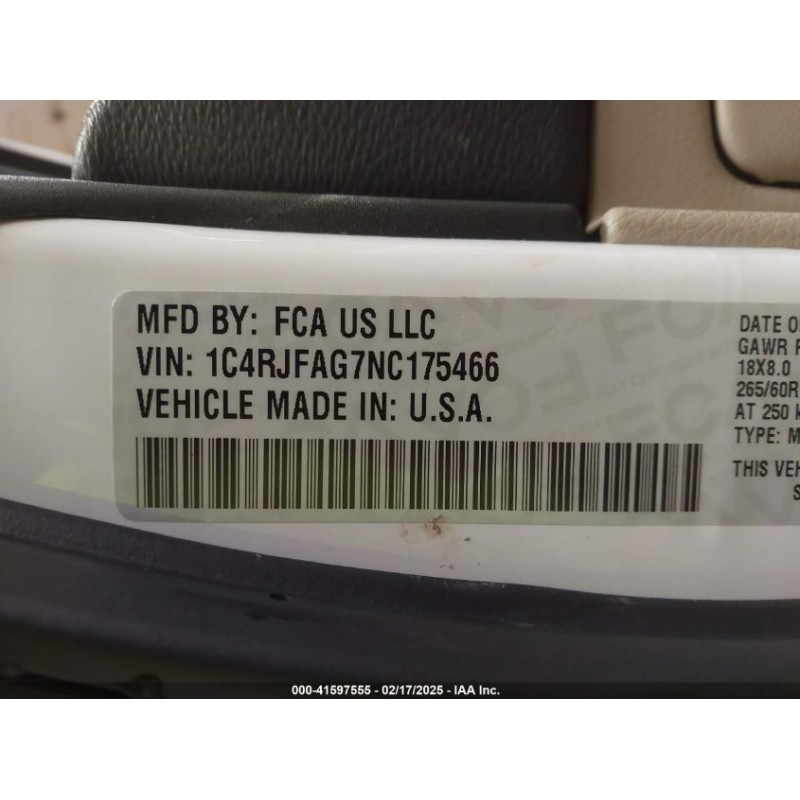 MFD BY: FCA US LLC
VIN: 1C4RJFAG7NC175466
VEHICLE MADE IN: U.S.A.
DATE O
GAWR F
18X8.0
265/60R
AT 250 k
TYPE: M
THIS VEH
S
000-41597555 - 02/17/2025 - IAA Inc.